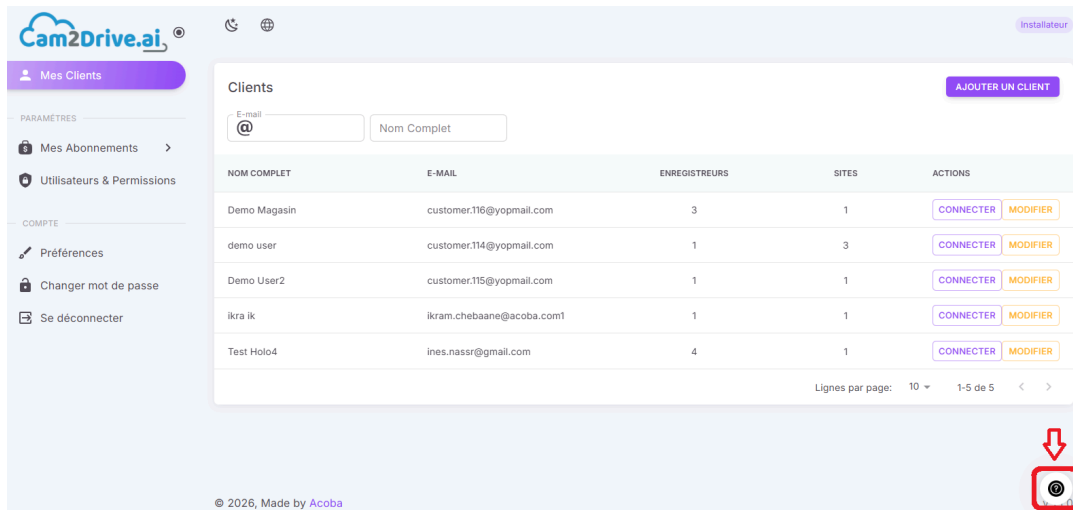 Cam2Drive.ai
Installateur
Mes Clients
PARAMÈTRES
Mes Abonnements
Utilisateurs & Permissions
COMPTE
Préférences
Changer mot de passe
Se déconnecter
Clients
AJOUTER UN CLIENT
E-mail
@
Nom Complet
NOM COMPLET E-MAIL ENREGISTREURS SITES ACTIONS
Demo Magasin customer.116@yopmail.com 3 1 CONNECTER MODIFIER
demo user customer.114@yopmail.com 1 3 CONNECTER MODIFIER
Demo User2 customer.115@yopmail.com 1 1 CONNECTER MODIFIER
ikra ik ikram.chebaane@acoba.com1 1 1 CONNECTER MODIFIER
Test Holo4 ines.nassr@gmail.com 4 1 CONNECTER MODIFIER
Lignes par page: 10 1-5 de 5
© 2026, Made by Acoba